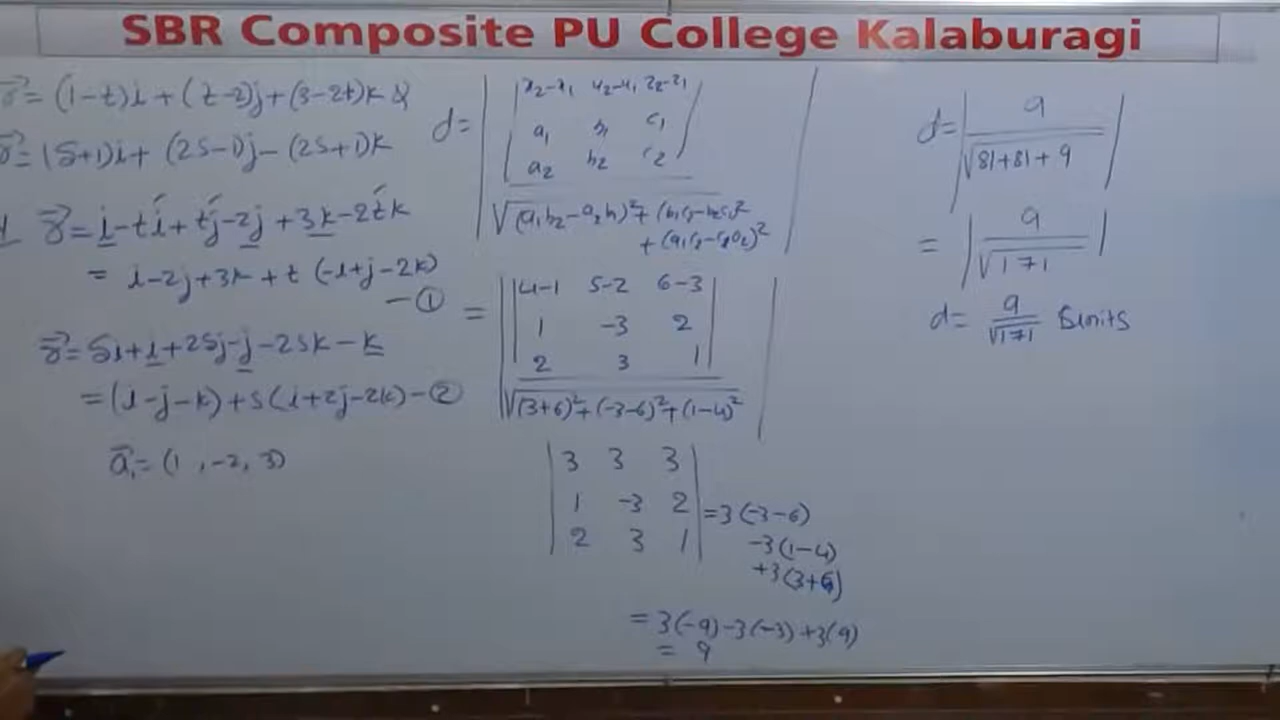 SBR Composite PU College Kalaburagi
r⃗ = (1-t)i + (t-2)j + (3-2t)k &
r⃗ = (S+1)i + (2S-1)j - (2S+1)k
r⃗ = i - ti + tj - 2j + 3k - 2tk
= i - 2j + 3k + t (-i + j - 2k)
- ①
r⃗ = Si + i + 2Sj - j - 2Sk - k
= (i - j - k) + s(i + 2j - 2k) - ②
a⃗₁ = (1, -2, 3)
d = | | x₂-x₁ y₂-y₁ z₂-z₁ |
a₁ b₁ c₁
a₂ b₂ c₂
√(a₁b₂-a₂b₁)² + (b₁c₂-b₂c₁)²
+ (a₁c₂-c₁a₂)² |
= | | 4-1 5-2 6-3 |
1 -3 2
2 3 1
√(3+6)² + (-3-6)² + (1-4)² |
| 3 3 3 |
| 1 -3 2 | = 3(-3-6)
| 2 3 1 | -3(1-4)
+3(3+6)
= 3(-9) - 3(-3) + 3(9)
= 9
d = | 9
√81+81+9 |
= | 9
√171 |
d = 9
√171 Sunits